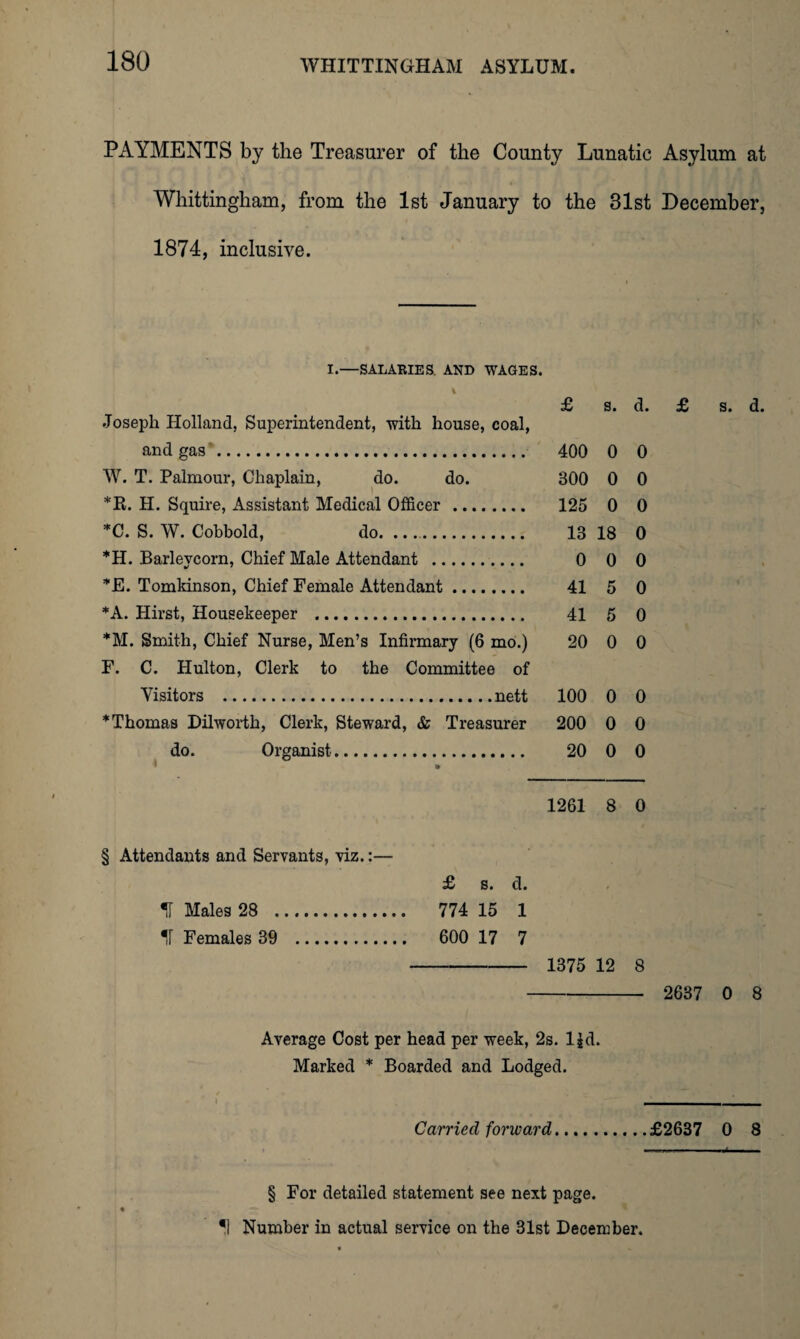 180 WHITTINGHAM ASYLUM.
PAYMENTS by the Treasurer of the County Lunatic Asylum at
Whittingham, from the 1st January to the 31st December,
1874, inclusive.
I.—SALARIES. AND WAGES.
£ s. d. £ s. d.
Joseph Holland, Superintendent, with house, coal,
and gas ........ 400 0 0
W. T. Palmour, Chaplain, do. do. 300 0 0
*R. H. Squire, Assistant Medical Officer ........ 125 0 0
*C. S. W. Cobbold, do. ........ 13 18 0
*H. Barleycorn, Chief Male Attendant ........ 0 0 0
*E. Tomkinson, Chief Female Attendant ........ 41 5 0
*A. Hirst, Housekeeper ........ 41 5 0
*M. Smith, Chief Nurse, Men's Infirmary (6 mo.) 20 0 0
F. C. Hulton, Clerk to the Committee of
Visitors ........nett 100 0 0
*Thomas Dilworth, Clerk, Steward, & Treasurer 200 0 0
do. Organist........ 20 0 0
1261 8 0
§ Attendants and Servants, viz.:—
£ s. d.
¶ Males 28 ........ 774 15 1
¶ Females 39 ........ 600 17 7
1375 12 8
2637 0 8
Average Cost per head per week, 2s. 1½d.
Marked * Boarded and Lodged.
Carried forward........£2637 0 8
§ For detailed statement see next page.
¶ Number in actual service on the 31st December.